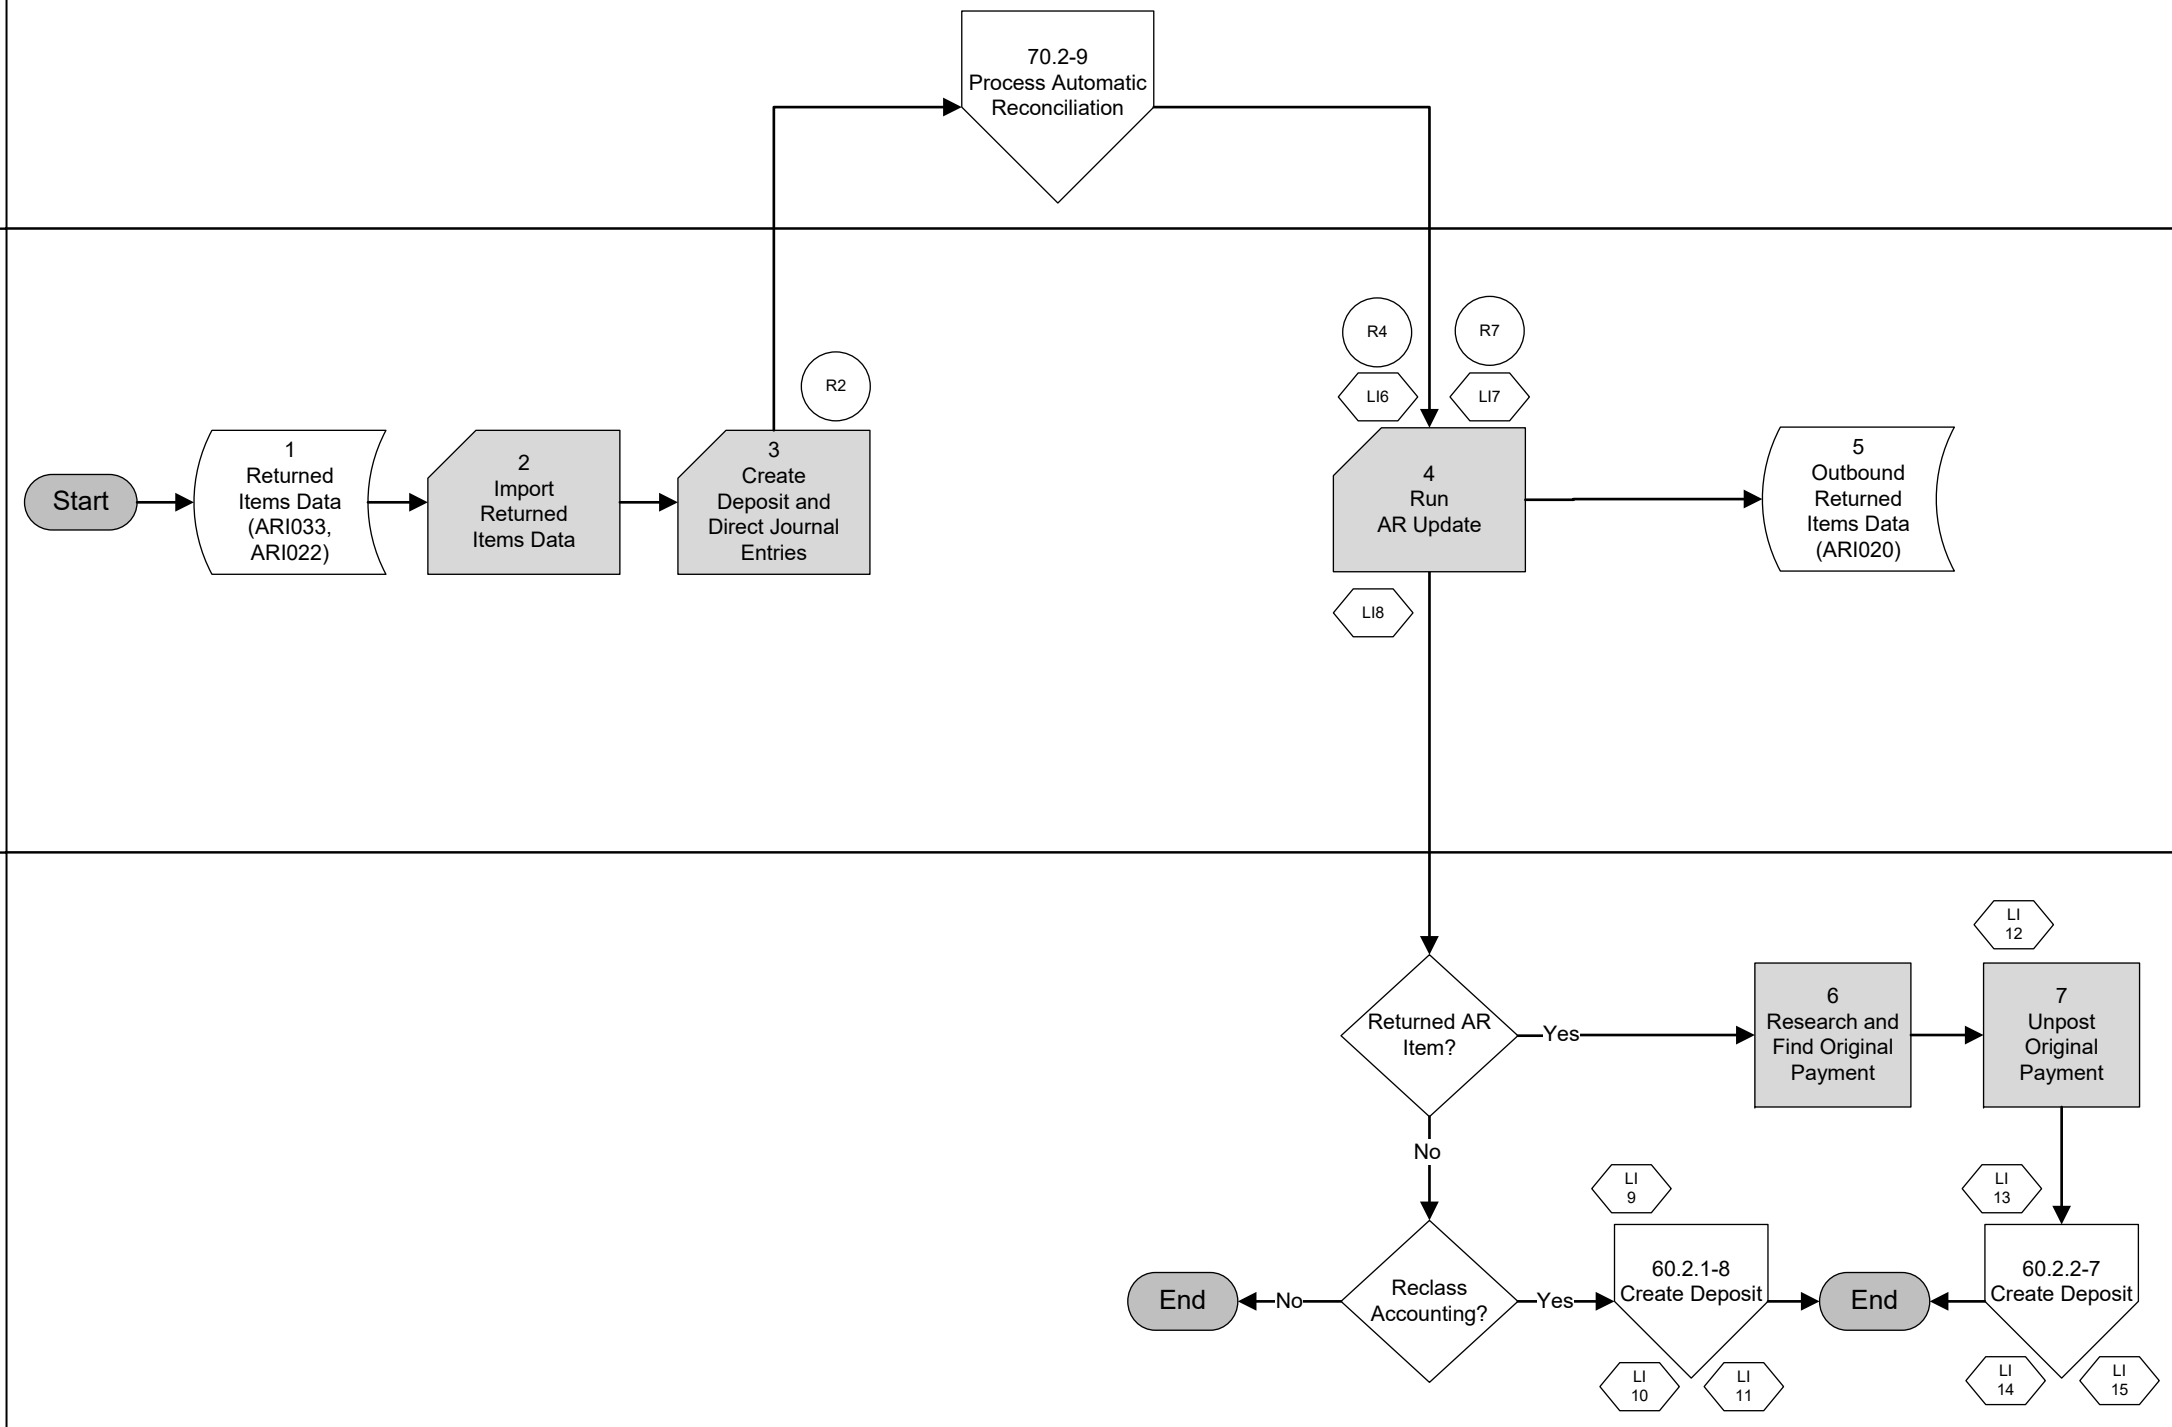 70.2-9
Process Automatic
Reconciliation
R4
R7
R2
LI6
LI7
Start
1
Returned
Items Data
(ARI033,
ARI022)
2
Import
Returned
Items Data
3
Create
Deposit and
Direct Journal
Entries
4
Run
AR Update
5
Outbound
Returned
Items Data
(ARI020)
LI8
LI
12
Returned AR
Item?
Yes
6
Research and
Find Original
Payment
7
Unpost
Original
Payment
No
LI
9
LI
13
End
No
Reclass
Accounting?
Yes
60.2.1-8
Create Deposit
End
60.2.2-7
Create Deposit
LI
10
LI
11
LI
14
LI
15